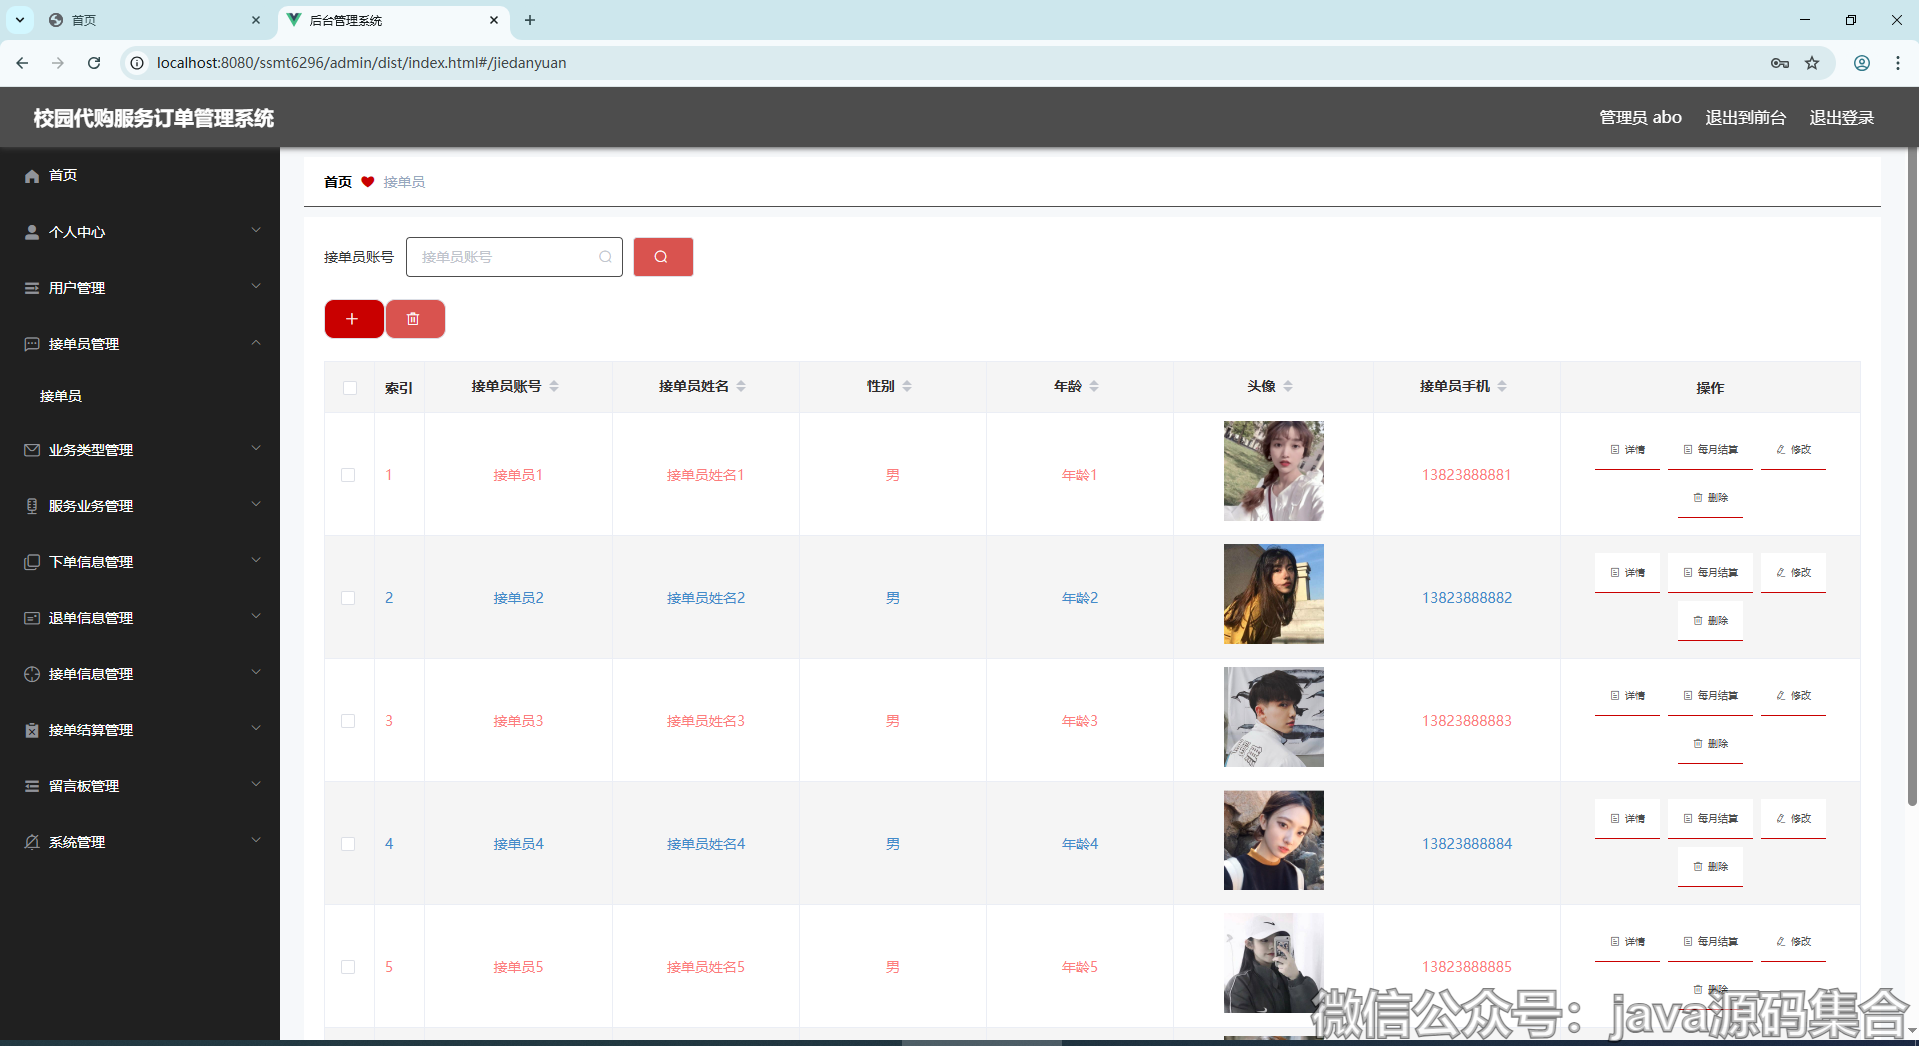 首页
后台管理系统
localhost:8080/ssmt6296/admin/dist/index.html#/jiedanyuan
校园代购服务订单管理系统
管理员 abo 退出到前台 退出登录
首页
个人中心
用户管理
接单员管理
接单员
业务类型管理
服务业务管理
下单信息管理
退单信息管理
接单信息管理
接单结算管理
留言板管理
系统管理
首页 接单员
接单员账号 接单员账号
索引 接单员账号 接单员姓名 性别 年龄 头像 接单员手机 操作
1 接单员1 接单员姓名1 男 年龄1 13823888881 详情 每月结算 修改
删除
2 接单员2 接单员姓名2 男 年龄2 13823888882 详情 每月结算 修改
删除
3 接单员3 接单员姓名3 男 年龄3 13823888883 详情 每月结算 修改
删除
4 接单员4 接单员姓名4 男 年龄4 13823888884 详情 每月结算 修改
删除
5 接单员5 接单员姓名5 男 年龄5 13823888885 详情 每月结算 修改
删除
微信公众号：java源码集合